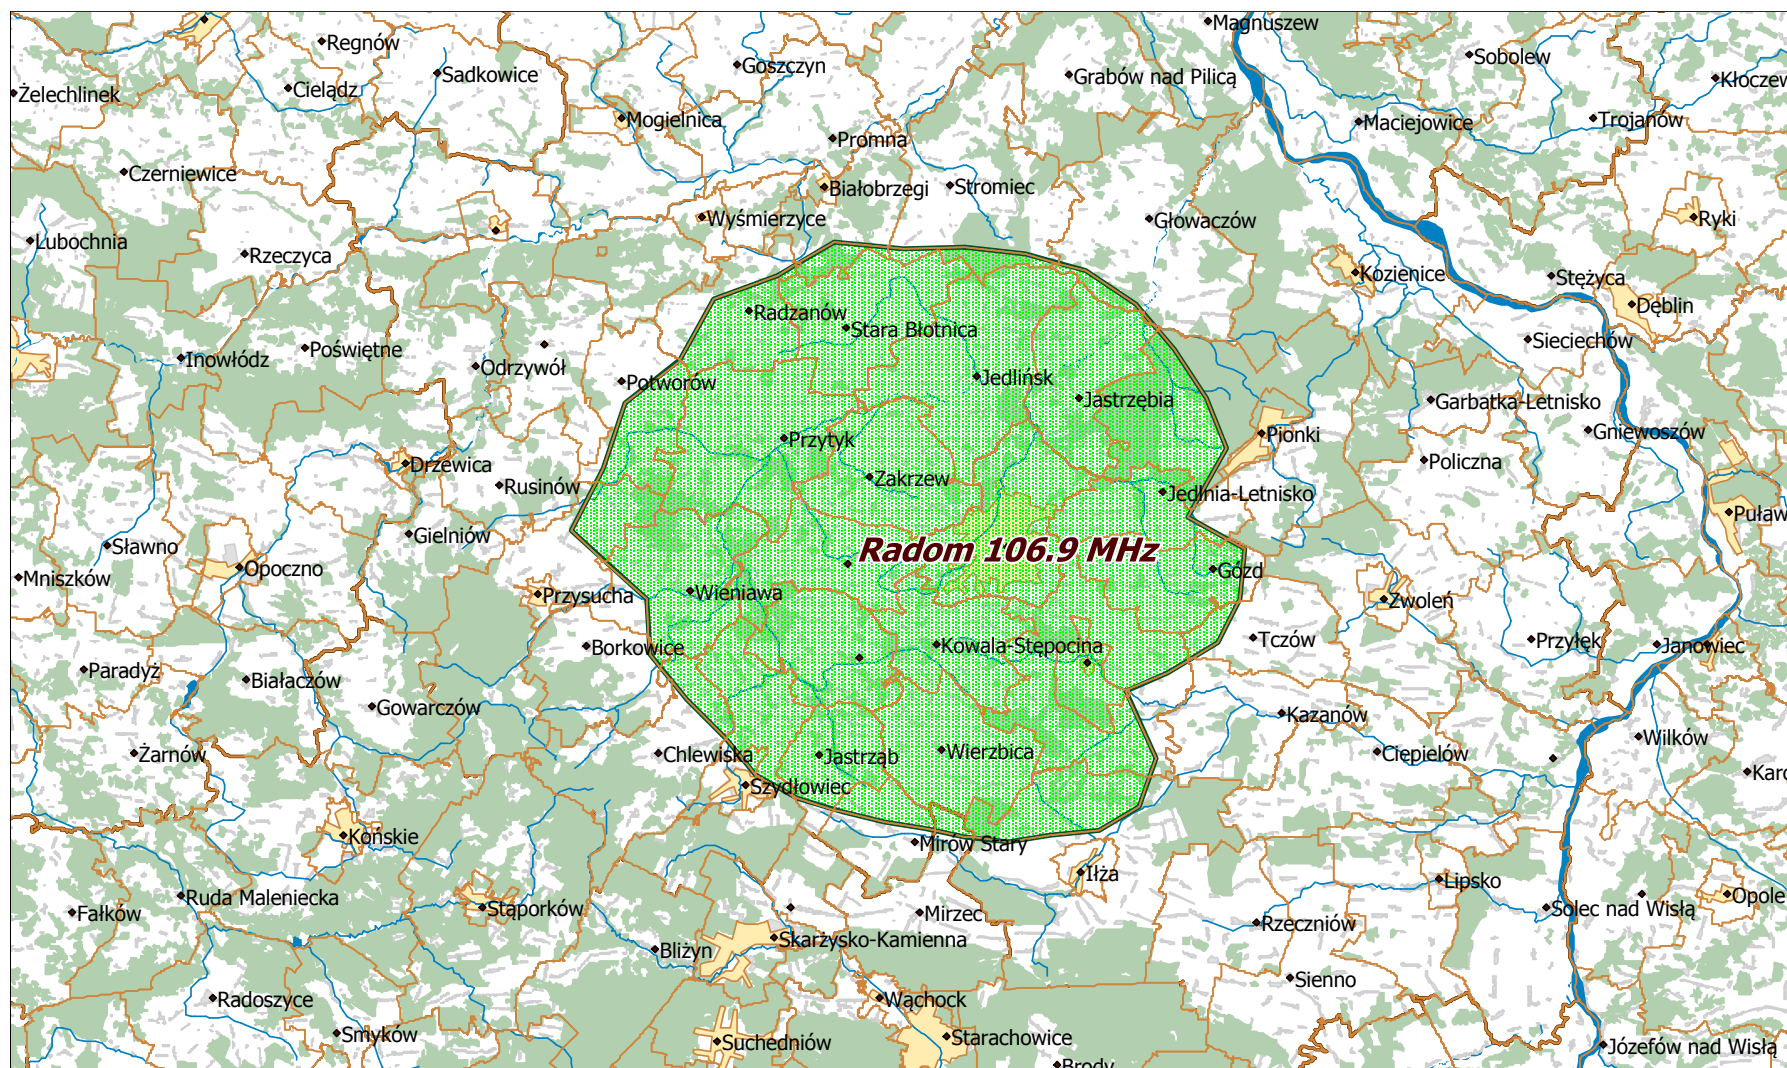 Magnuszew
Regnów
Sobolew
Goszczyn
Sadkowice
Grabów nad Pilicą
Cielądz
Żelechlinek
Mogielnica
Maciejowice
Trojanów
Promna
Czerniewice
Białobrzegi
Stromiec
Wyśmierzyce
Głowaczów
Ryki
Lubochnia
Rzeczyca
Kozienice
Stężyca
Dęblin
Radzanów
Stara Błotnica
Sieciechów
Inowłódz
Poświętne
Odrzywół
Potworów
Jedlińsk
Jastrzębia
Garbatka-Letnisko
Przytyk
Pionki
Gniewoszów
Drzewica
Policzna
Rusinów
Zakrzew
Jedlnia-Letnisko
Gielniów
Sławno
Radom 106.9 MHz
Mniszków
Opoczno
Gózd
Przysucha
Wieniawa
Zwoleń
Borkowice
Kowala-Stępocina
Tczów
Przyłęk
Janowiec
Paradyż
Białaczów
Gowarczów
Kazanów
Żarnów
Chlewiska
Jastrząb
Wierzbica
Ciepielów
Wilków
Szydłowiec
Końskie
Mirów Stary
Iłża
Lipsko
Ruda Maleniecka
Opole
Fałków
Stąporków
Mirzec
Solec nad Wisłą
Rzeczniów
Bliżyn
Skarżysko-Kamienna
Sienno
Radoszyce
Wąchock
Smyków
Suchedniów
Starachowice
Józefów nad Wisłą
Brody